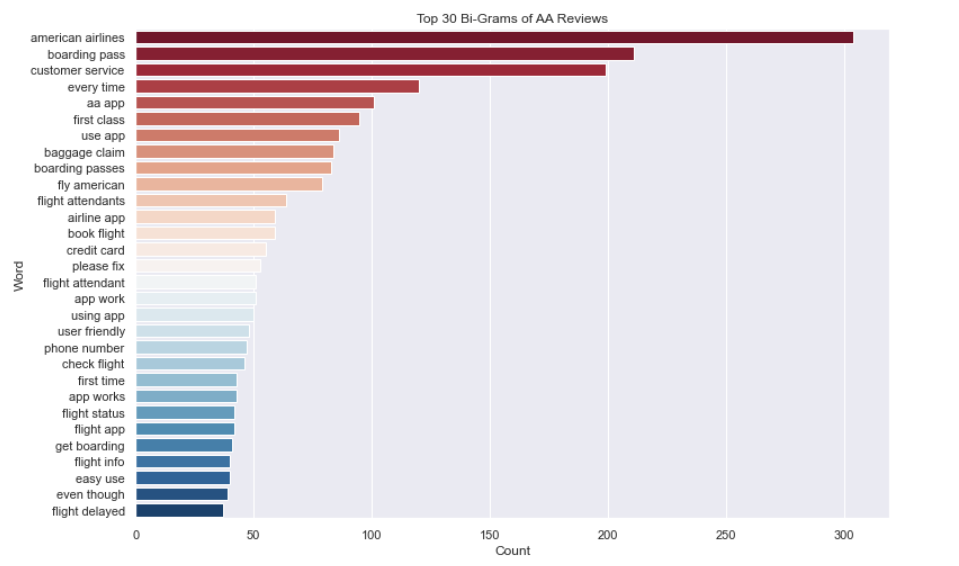 Top 30 Bi-Grams of AA Reviews
american airlines
boarding pass
customer service
every time
aa app
first class
use app
baggage claim
boarding passes
fly american
flight attendants
airline app
book flight
credit card
please fix
flight attendant
app work
using app
user friendly
phone number
check flight
first time
app works
flight status
flight app
get boarding
flight info
easy use
even though
flight delayed
Word
0 50 100 150 200 250 300
Count